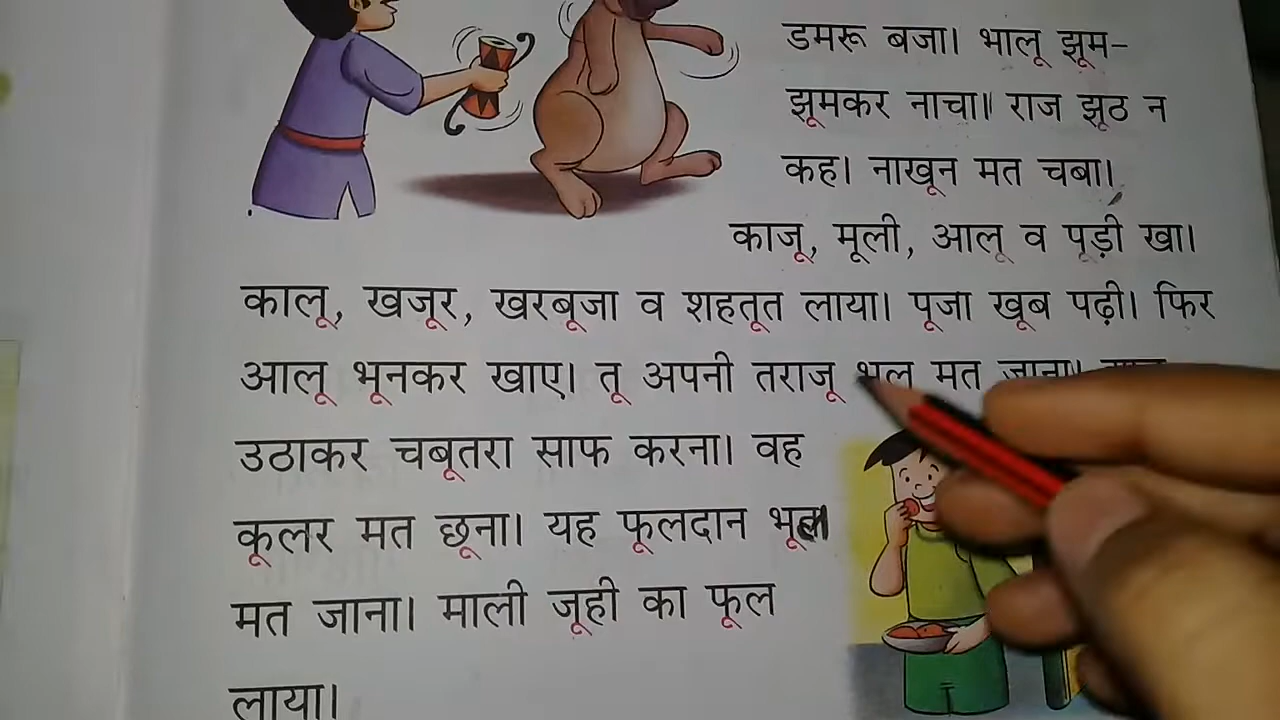 डमरू बजा। भालू झूम-
झूमकर नाचा॥ राज झूठ न
कह। नाखून मत चबा।
काजू, मूली, आलू व पूड़ी खा।
कालू, खजूर, खरबूजा व शहतूत लाया। पूजा खूब पढ़ी। फिर
आलू भूनकर खाए। तू अपनी तराजू भूल मत जाना।
उठाकर चबूतरा साफ करना। वह
कूलर मत छूना। यह फूलदान भूल
मत जाना। माली जूही का फूल
लाया।